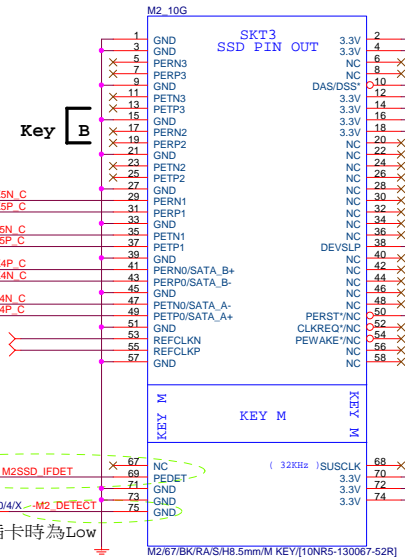 M2_10G
SKT3
SSD PIN OUT
1 GND 3.3V 2
3 GND 3.3V 4
5 PERN3 NC 6
7 PERP3 NC 8
9 GND DAS/DSS* 10
11 PETN3 3.3V 12
13 PETP3 3.3V 14
15 GND 3.3V 16
Key B
17 PERN2 3.3V 18
19 PERP2 NC 20
21 GND NC 22
23 PETN2 NC 24
25 PETP2 NC 26
27 GND NC 28
5N_C 29 PERN1 NC 30
5P_C 31 PERP1 NC 32
33 GND NC 34
5N_C 35 PETN1 NC 36
5P_C 37 PETP1 DEVSLP 38
39 GND NC 40
4P_C 41 PERN0/SATA_B+ NC 42
4N_C 43 PERP0/SATA_B- NC 44
45 GND NC 46
4N_C 47 PETN0/SATA_A- NC 48
4P_C 49 PETP0/SATA_A+ PERST*/NC 50
51 GND CLKREQ*/NC 52
53 REFCLKN PEWAKE*/NC 54
55 REFCLKP NC 56
57 GND NC 58
KEY M
KEY M
KEY M
67 NC ( 32KHz ) SUSCLK 68
M2SSD_IFDET 69 PEDET 3.3V 70
71 GND 3.3V 72
73 GND 3.3V 74
0/4/X -M2_DETECT 75 GND
卡時為Low
M2/67/BK/RA/S/H8.5mm/M KEY/[10NR5-130067-52R]